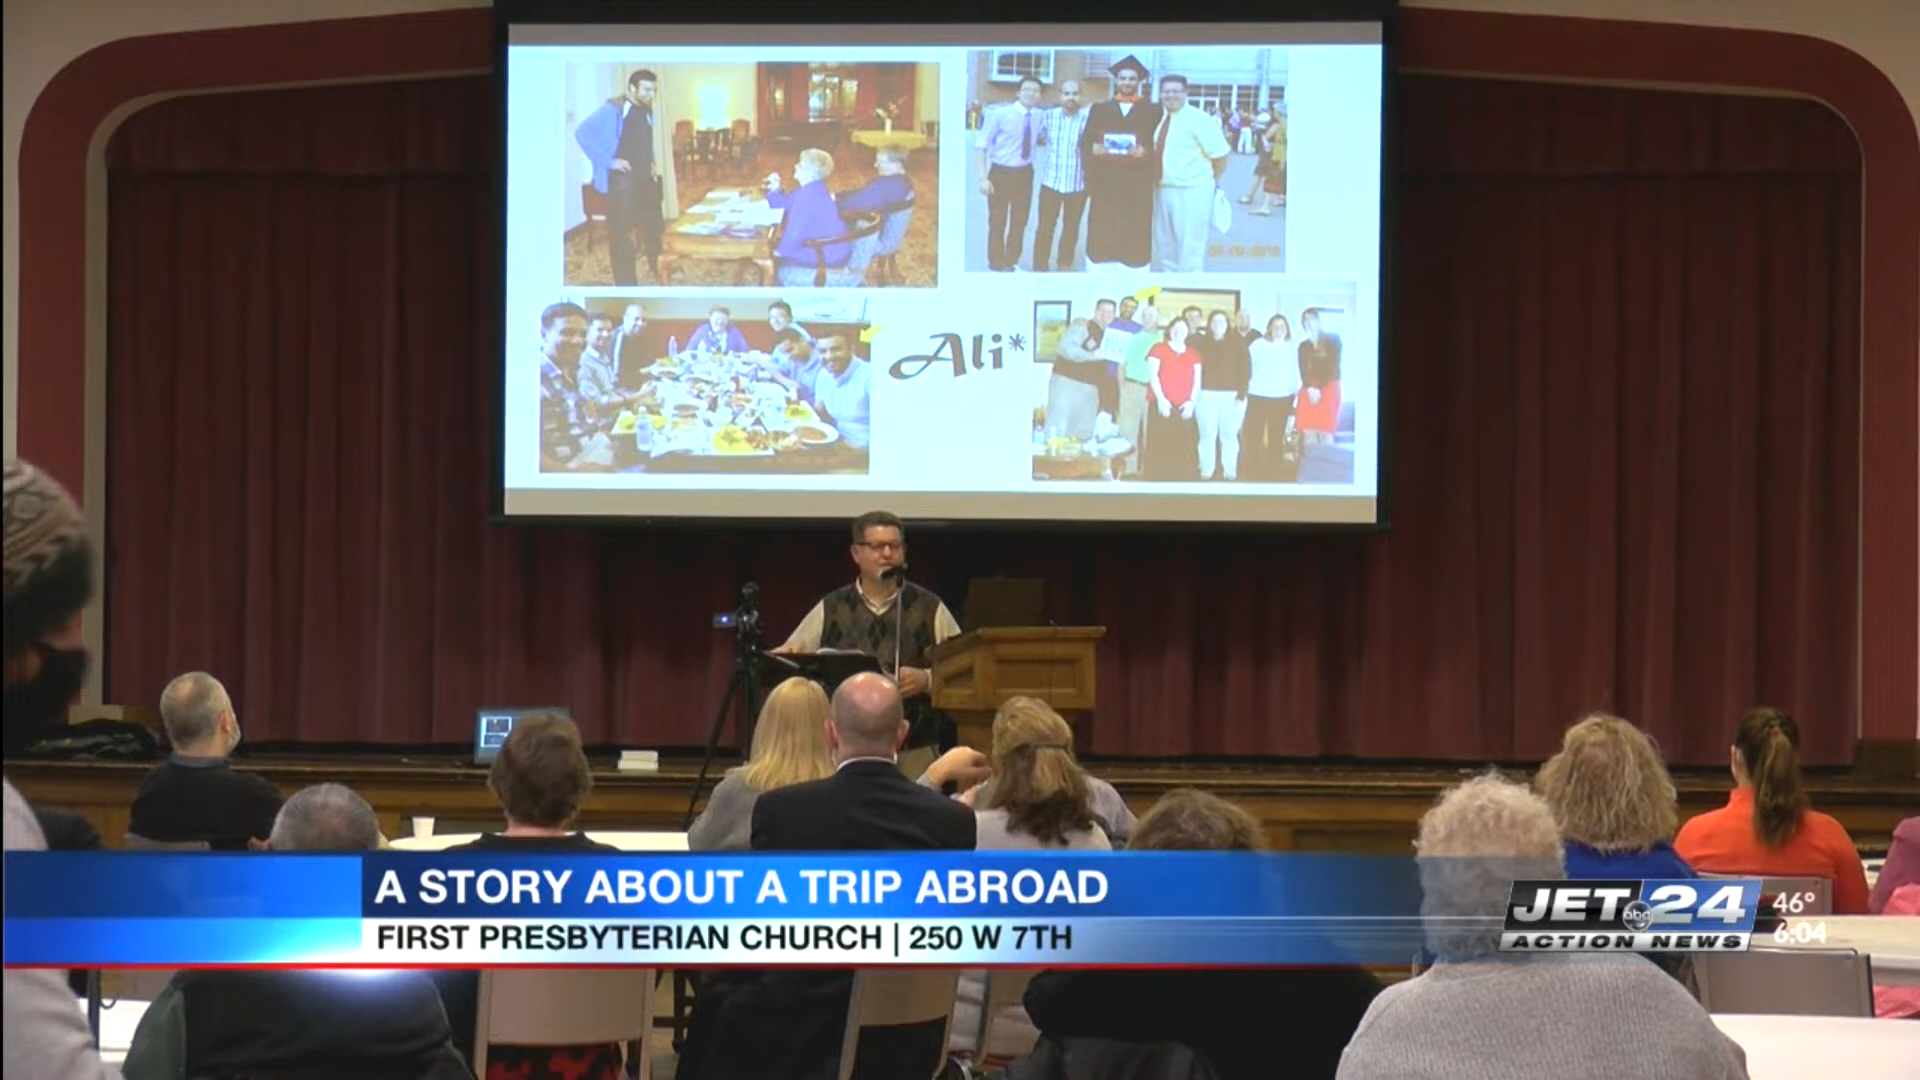 Ali*
A STORY ABOUT A TRIP ABROAD
FIRST PRESBYTERIAN CHURCH | 250 W 7TH
JET abc 24
ACTION NEWS
46°
6:04